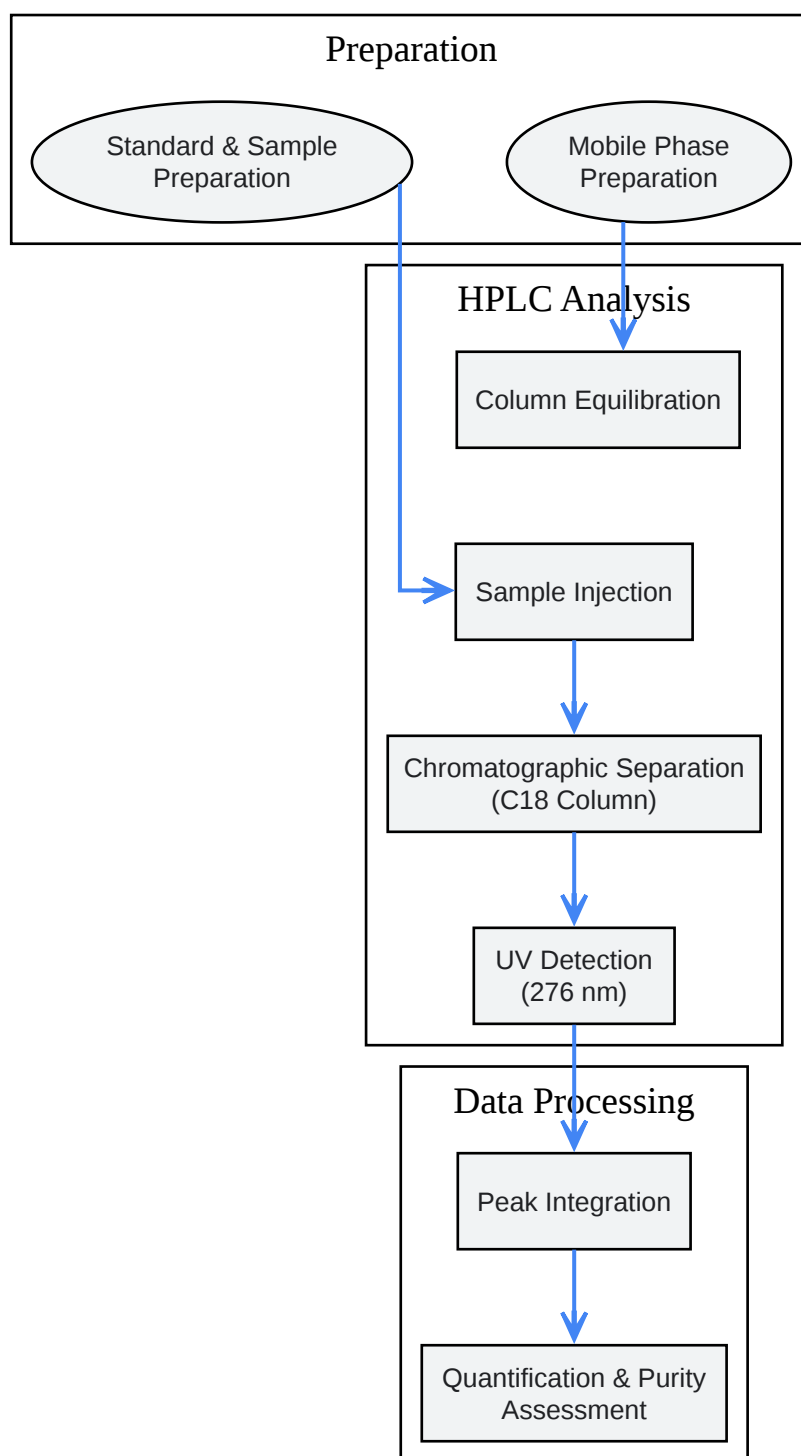 Preparation
Standard & Sample
Preparation
Mobile Phase
Preparation
HPLC Analysis
Column Equilibration
Sample Injection
Chromatographic Separation
(C18 Column)
UV Detection
(276 nm)
Data Processing
Peak Integration
Quantification & Purity
Assessment